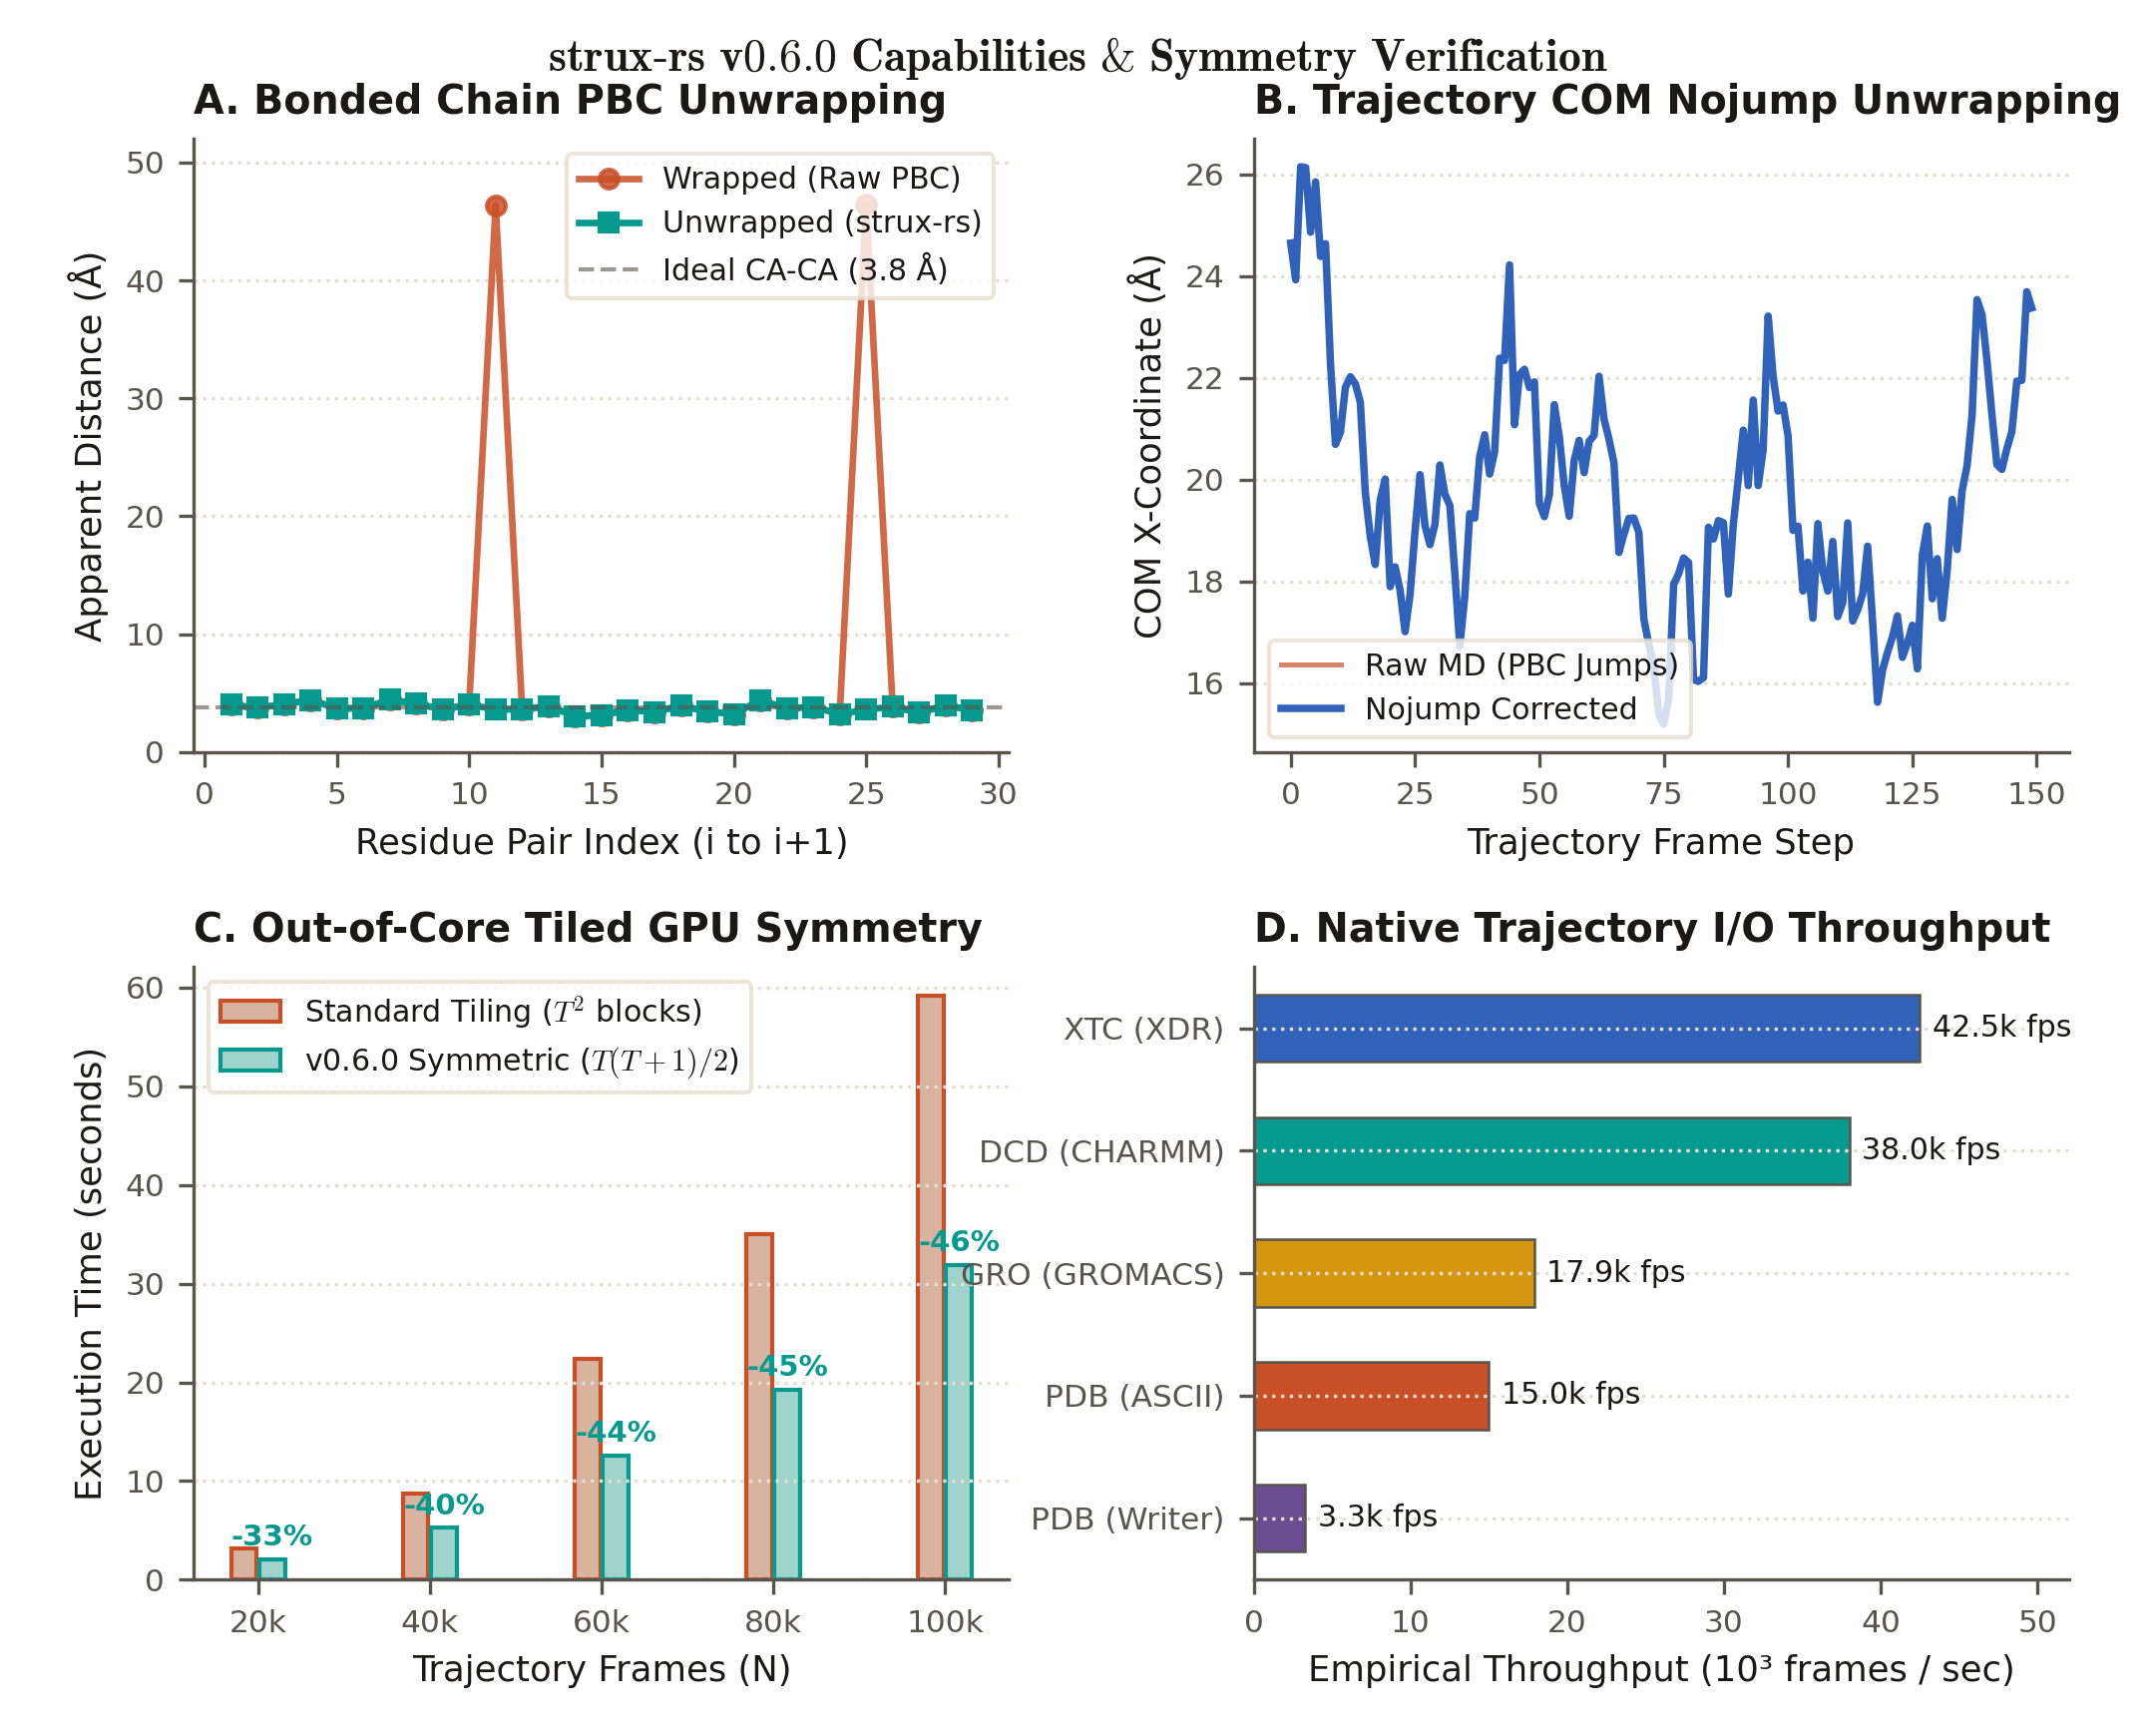 strux-rs v0.6.0 Capabilities & Symmetry Verification
A. Bonded Chain PBC Unwrapping
50
40
30
20
10
0
Apparent Distance (Å)
Wrapped (Raw PBC)
Unwrapped (strux-rs)
Ideal CA-CA (3.8 Å)
0 5 10 15 20 25 30
Residue Pair Index (i to i+1)
B. Trajectory COM Nojump Unwrapping
26
24
22
20
18
16
COM X-Coordinate (Å)
Raw MD (PBC Jumps)
Nojump Corrected
0 25 50 75 100 125 150
Trajectory Frame Step
C. Out-of-Core Tiled GPU Symmetry
60
50
40
30
20
10
0
Execution Time (seconds)
Standard Tiling (T² blocks)
v0.6.0 Symmetric (T(T + 1)/2)
-33%
-40%
-44%
-45%
-46%
20k 40k 60k 80k 100k
Trajectory Frames (N)
D. Native Trajectory I/O Throughput
XTC (XDR) 42.5k fps
DCD (CHARMM) 38.0k fps
GRO (GROMACS) 17.9k fps
PDB (ASCII) 15.0k fps
PDB (Writer) 3.3k fps
0 10 20 30 40 50
Empirical Throughput (10³ frames / sec)